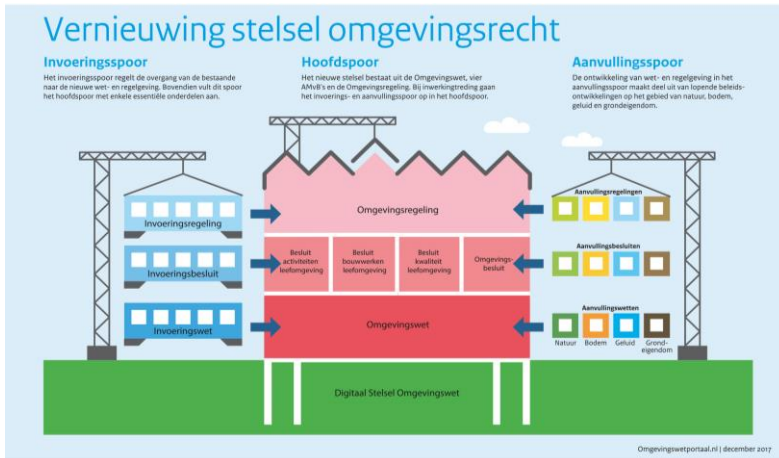 Vernieuwing stelsel omgevingsrecht
Invoeringsspoor
Het invoeringsspoor regelt de overgang van de bestaande
naar de nieuwe wet- en regelgeving. Bovendien vult dit spoor
het hoofdspoor met enkele essentiële onderdelen aan.
Hoofdspoor
Het nieuwe stelsel bestaat uit de Omgevingswet, vier
AMvB's en de Omgevingsregeling. Bij inwerkingtreding gaan
het invoerings- en aanvullingsspoor op in het hoofdspoor.
Aanvullingsspoor
De ontwikkeling van wet- en regelgeving in het
aanvullingsspoor maakt deel uit van lopende beleids-
ontwikkelingen op het gebied van natuur, bodem,
geluid en grondeigendom.
Invoeringsregeling
Omgevingsregeling
Aanvullingsregelingen
Invoeringsbesluit
Besluit
activiteiten
leefomgeving
Besluit
bouwwerken
leefomgeving
Besluit
kwaliteit
leefomgeving
Omgevings-
besluit
Aanvullingsbesluiten
Invoeringswet
Omgevingswet
Aanvullingswetten
Natuur
Bodem
Geluid
Grond-
eigendom
Digitaal Stelsel Omgevingswet
Omgevingswetportaal.nl | december 2017